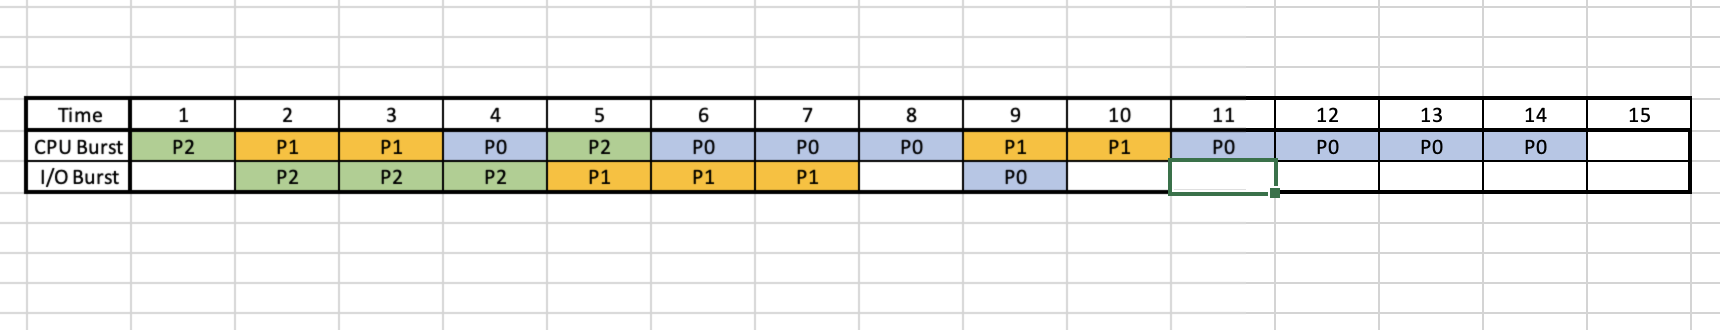 Time 1 2 3 4 5 6 7 8 9 10 11 12 13 14 15
CPU Burst P2 P1 P1 P0 P2 P0 P0 P0 P1 P1 P0 P0 P0 P0
I/O Burst P2 P2 P2 P1 P1 P1 P0